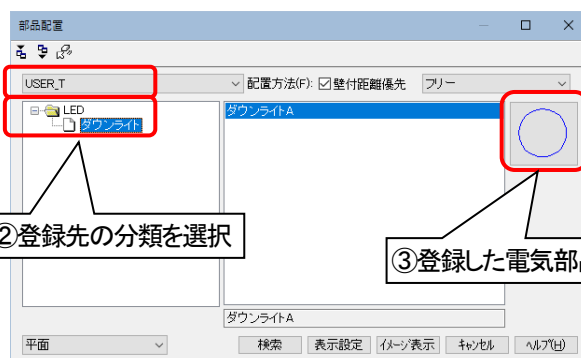 部品配置
USER_T
配置方法(F): 壁付距離優先 フリー
LED
ダウンライト
ダウンライトA
②登録先の分類を選択
③登録した電気部
ダウンライトA
平面
検索 表示設定 イメージ表示 キャンセル ヘルプ(H)